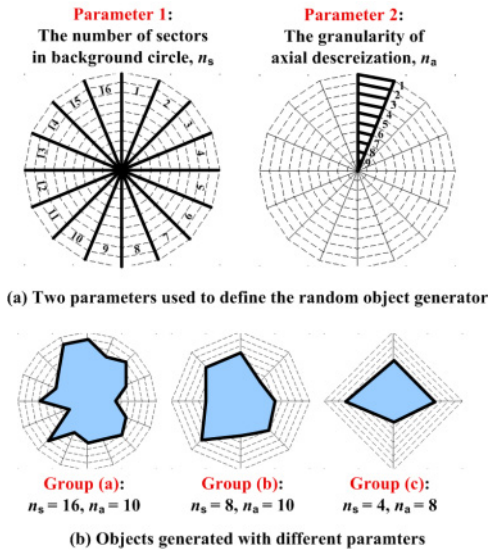 Parameter 1:
The number of sectors
in background circle, nₛ
Parameter 2:
The granularity of
axial descreization, nₐ
16
1
2
3
4
5
6
7
8
9
10
11
12
13
14
15
1
2
3
4
5
6
7
8
9
(a) Two parameters used to define the random object generator
Group (a):
nₛ = 16, nₐ = 10
Group (b):
nₛ = 8, nₐ = 10
Group (c):
nₛ = 4, nₐ = 8
(b) Objects generated with different paramters